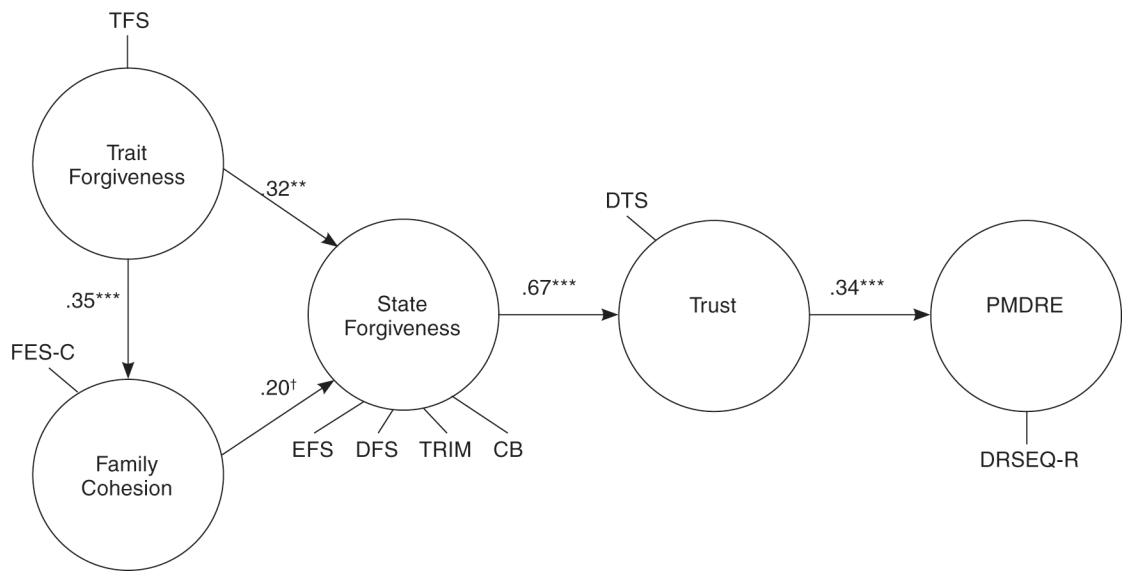 TFS
Trait
Forgiveness
.32**
.35***
FES-C
Family
Cohesion
.20†
State
Forgiveness
EFS DFS TRIM CB
.67***
DTS
Trust
.34***
PMDRE
DRSEQ-R